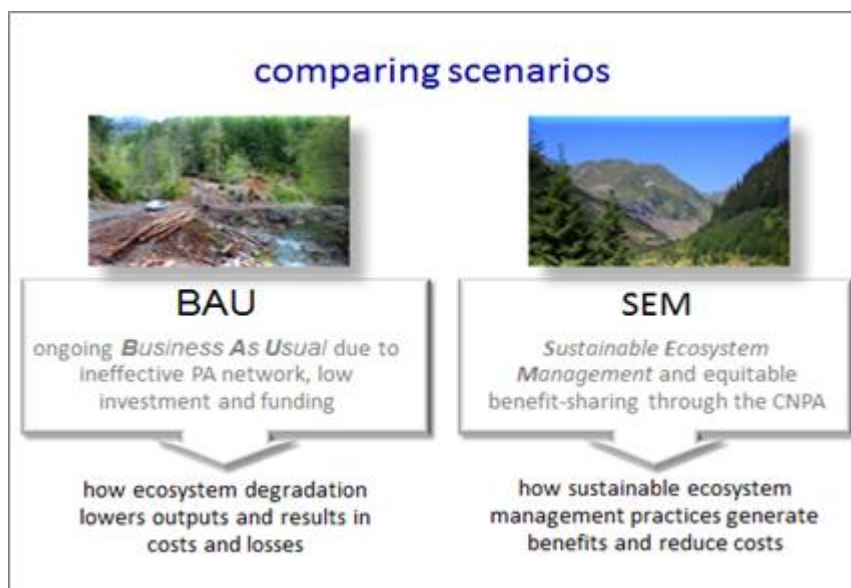 comparing scenarios
BAU
ongoing Business As Usual due to
ineffective PA network, low
investment and funding
how ecosystem degradation
lowers outputs and results in
costs and losses
SEM
Sustainable Ecosystem
Management and equitable
benefit-sharing through the CNPA
how sustainable ecosystem
management practices generate
benefits and reduce costs